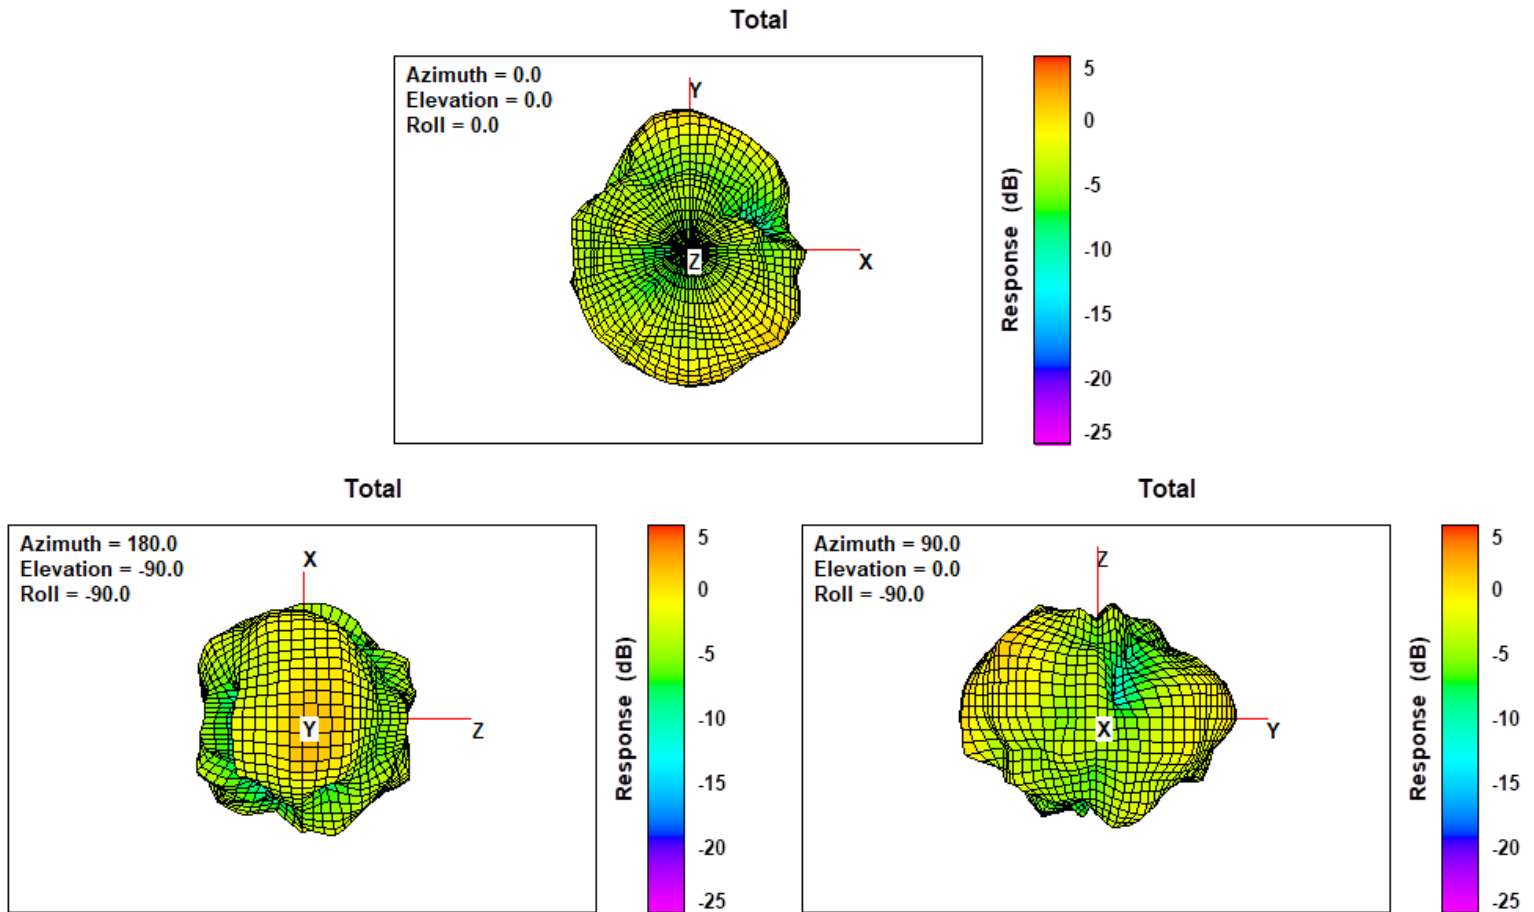 Total
Azimuth = 0.0
Elevation = 0.0
Roll = 0.0
Y
X
Z
Response (dB)
5
0
-5
-10
-15
-20
-25
Total
Azimuth = 180.0
Elevation = -90.0
Roll = -90.0
X
Y
Z
Response (dB)
5
0
-5
-10
-15
-20
-25
Total
Azimuth = 90.0
Elevation = 0.0
Roll = -90.0
Z
X
Y
Response (dB)
5
0
-5
-10
-15
-20
-25